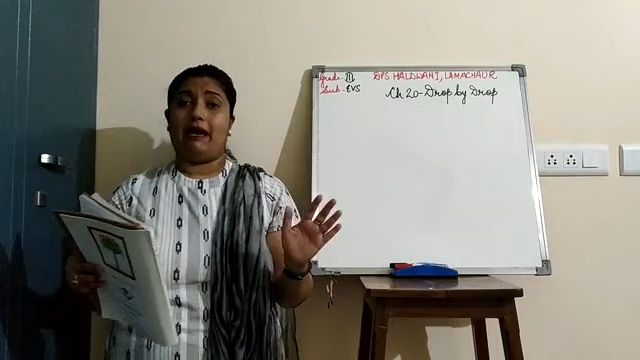 Grade- III DPS HALDWANI, LAMACHAUR
Sub- EVS Ch 20- Drop by Drop